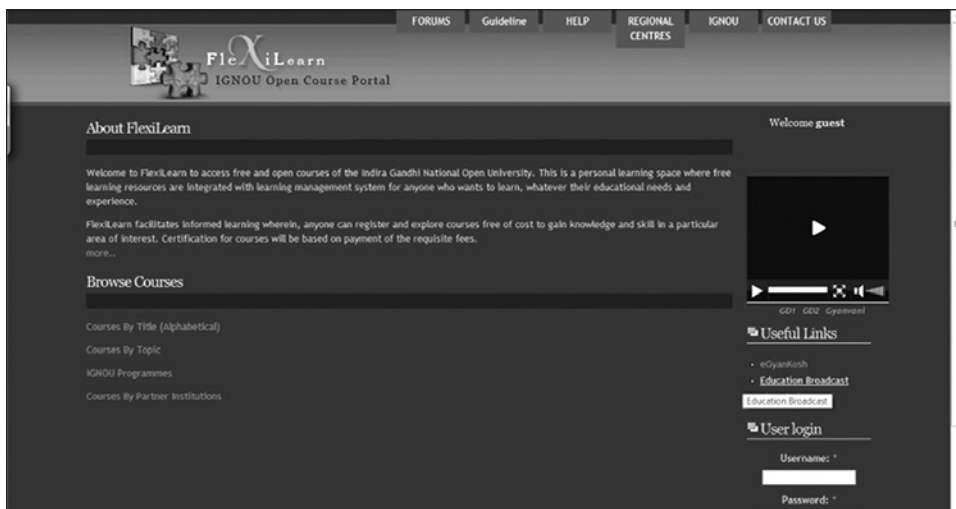 FORUMS Guideline HELP REGIONAL CENTRES IGNOU CONTACT US
FleXiLearn
IGNOU Open Course Portal
About FlexiLearn
Welcome guest
Welcome to FlexiLearn to access free and open courses of the Indira Gandhi National Open University. This is a personal learning space where free
learning resources are integrated with learning management system for anyone who wants to learn, whatever their educational needs and
experience.
FlexiLearn facilitates informed learning wherein, anyone can register and explore courses free of cost to gain knowledge and skill in a particular
area of interest. Certification for courses will be based on payment of the requisite fees.
more..
Browse Courses
Courses By Title (Alphabetical)
Courses By Topic
IGNOU Programmes
Courses By Partner Institutions
GD1 GD2 Gyanvani
Useful Links
eGyanKosh
Education Broadcast
Education Broadcast
User login
Username: *
Password: *